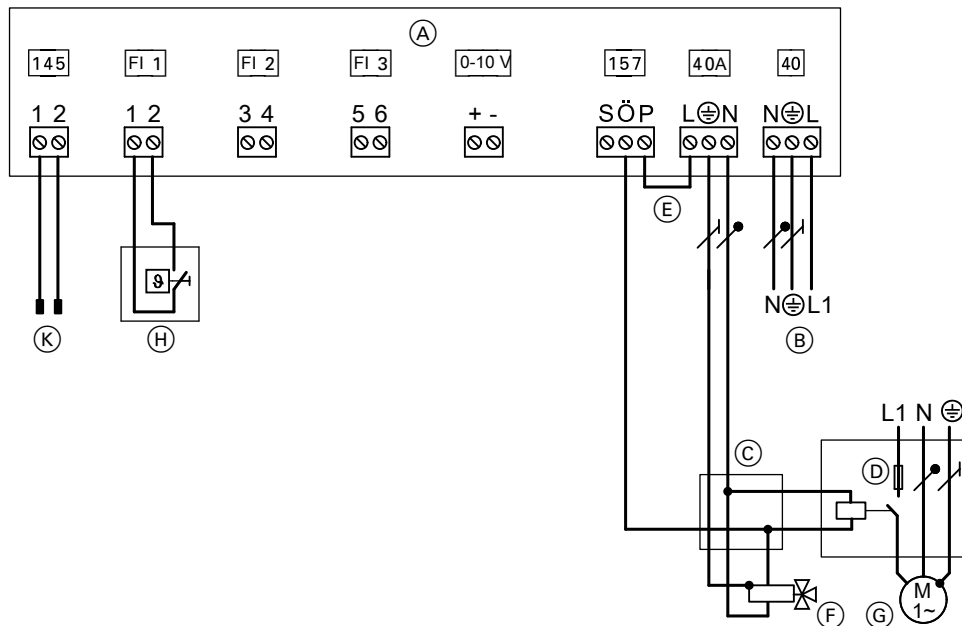 A
145 FI 1 FI 2 FI 3 0-10 V 157 40A 40
1 2 1 2 3 4 5 6 + - S Ö P L ⏚ N N ⏚ L
E
ϑ
N ⏚ L1
K H B
L1 N ⏚
C D
M
1~
F G